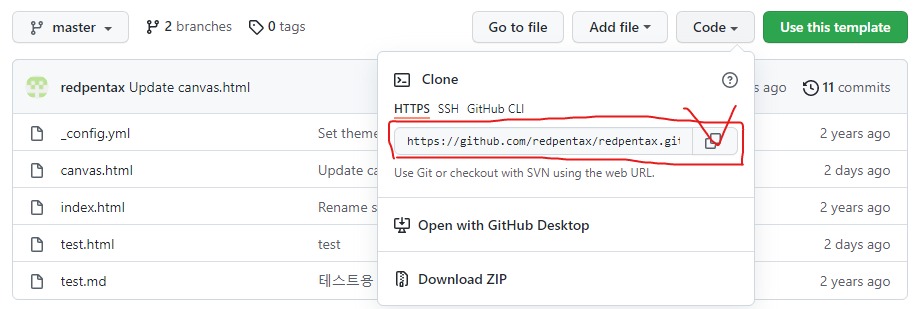 master 2 branches 0 tags Go to file Add file Code Use this template
redpentax Update canvas.html s ago 11 commits
Clone
HTTPS SSH GitHub CLI
https://github.com/redpentax/redpentax.git
Use Git or checkout with SVN using the web URL.
Open with GitHub Desktop
Download ZIP
_config.yml Set theme 2 years ago
canvas.html Update ca 2 days ago
index.html Rename s 2 years ago
test.html test 2 days ago
test.md 테스트용 2 years ago